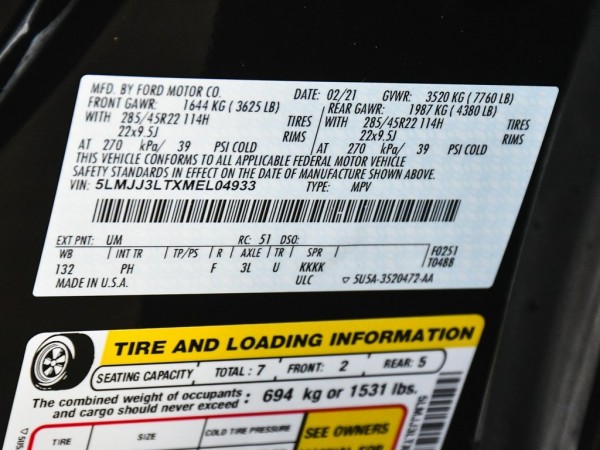 MFD. BY FORD MOTOR CO.
DATE: 02/21 GVWR: 3520 KG ( 7760 LB)
FRONT GAWR: 1644 KG ( 3625 LB) REAR GAWR: 1987 KG ( 4380 LB)
WITH 285/45R22 114H TIRES WITH 285/45R22 114H TIRES
22x9.5J RIMS 22x9.5J RIMS
AT 270 kPa/ 39 PSI COLD AT 270 kPa/ 39 PSI COLD
THIS VEHICLE CONFORMS TO ALL APPLICABLE FEDERAL MOTOR VEHICLE
SAFETY STANDARDS IN EFFECT ON THE DATE OF MANUFACTURE SHOWN ABOVE.
VIN: 5LMJJ3LTXMEL04933 TYPE: MPV
EXT PNT: UM RC: 51 DSO:
WB INT TR TP/PS R AXLE TR SPR F0251
132 PH F 3L U KKKK T0488
MADE IN U.S.A. ULC ▽ 5U5A-3520472-AA
TIRE AND LOADING INFORMATION
SEATING CAPACITY TOTAL : 7 FRONT: 2 REAR: 5
The combined weight of occupants and cargo should never exceed : 694 kg or 1531 lbs.
TIRE SIZE COLD TIRE PRESSURE SEE OWNERS